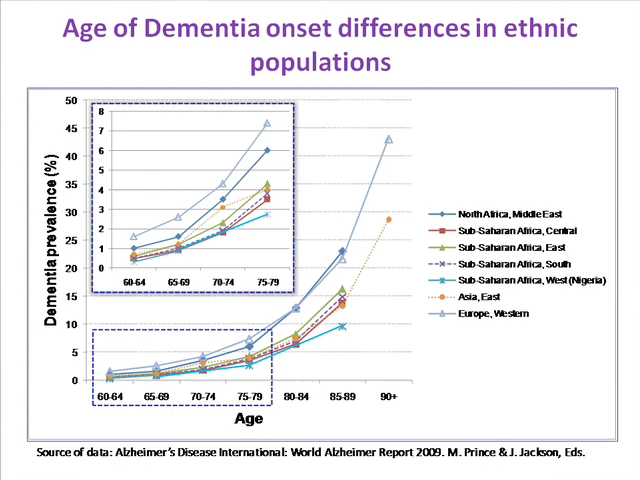 Age of Dementia onset differences in ethnic
populations
Dementia prevalence (%)
50
45
40
35
30
25
20
15
10
5
0
8
7
6
5
4
3
2
1
0
60-64
65-69
70-74
75-79
60-64
65-69
70-74
75-79
80-84
85-89
90+
Age
North Africa, Middle East
Sub-Saharan Africa, Central
Sub-Saharan Africa, East
Sub-Saharan Africa, South
Sub-Saharan Africa, West (Nigeria)
Asia, East
Europe, Western
Source of data: Alzheimer's Disease International: World Alzheimer Report 2009. M. Prince & J. Jackson, Eds.